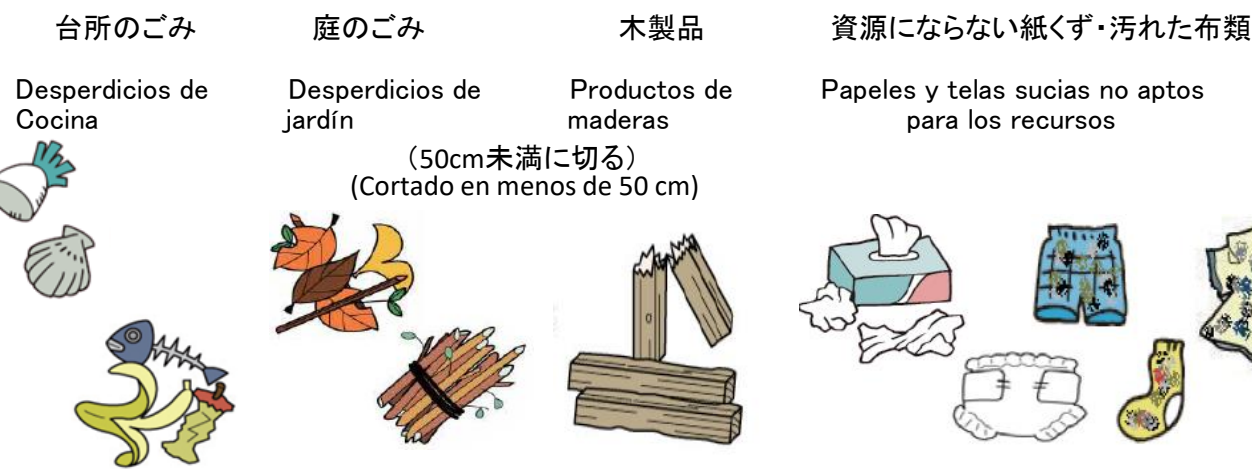 台所のごみ
庭のごみ
木製品
資源にならない紙くず・汚れた布類
Desperdicios de
Cocina
Desperdicios de
jardín
Productos de
maderas
Papeles y telas sucias no aptos
para los recursos
（50cm未満に切る）
(Cortado en menos de 50 cm)